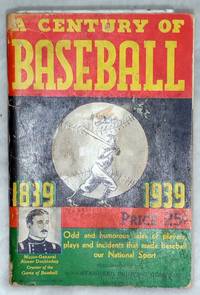 A CENTURY OF
BASEBALL
1839 1939
PRICE 25¢
Odd and humorous tales of players,
plays and incidents that made baseball
our National Sport
Major-General
Abner Doubleday
Creator of the
Game of Baseball